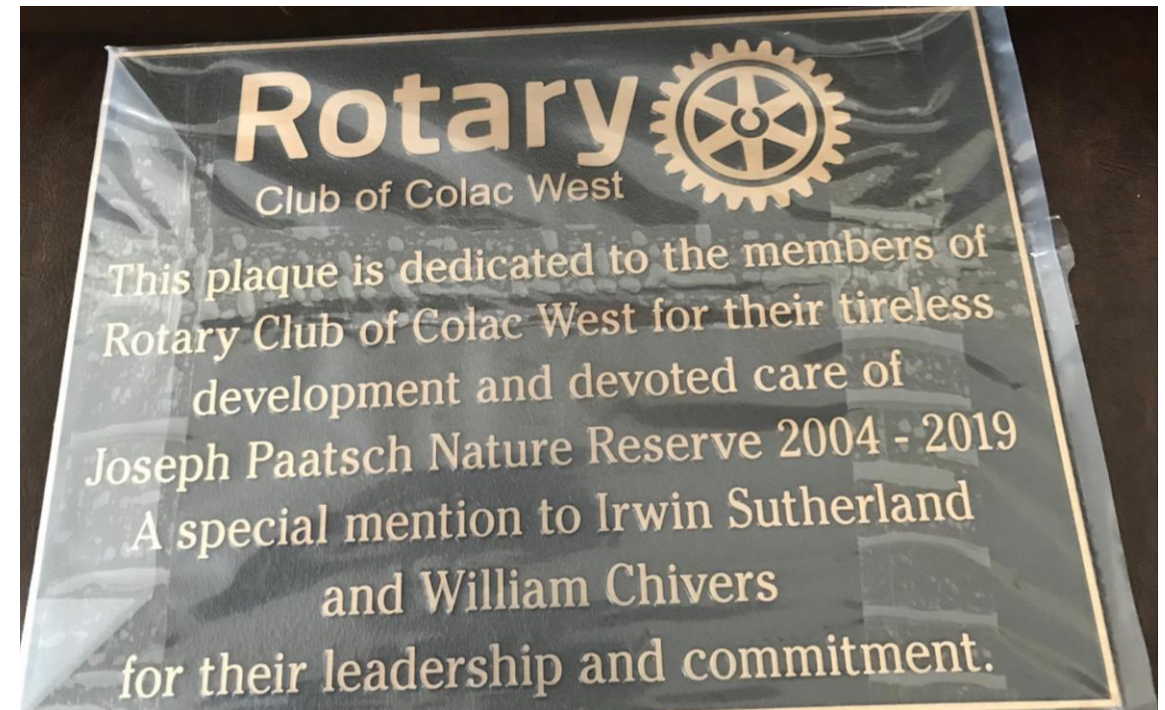 Rotary
Club of Colac West
This plaque is dedicated to the members of
Rotary Club of Colac West for their tireless
development and devoted care of
Joseph Paatsch Nature Reserve 2004 - 2019
A special mention to Irwin Sutherland
and William Chivers
for their leadership and commitment.